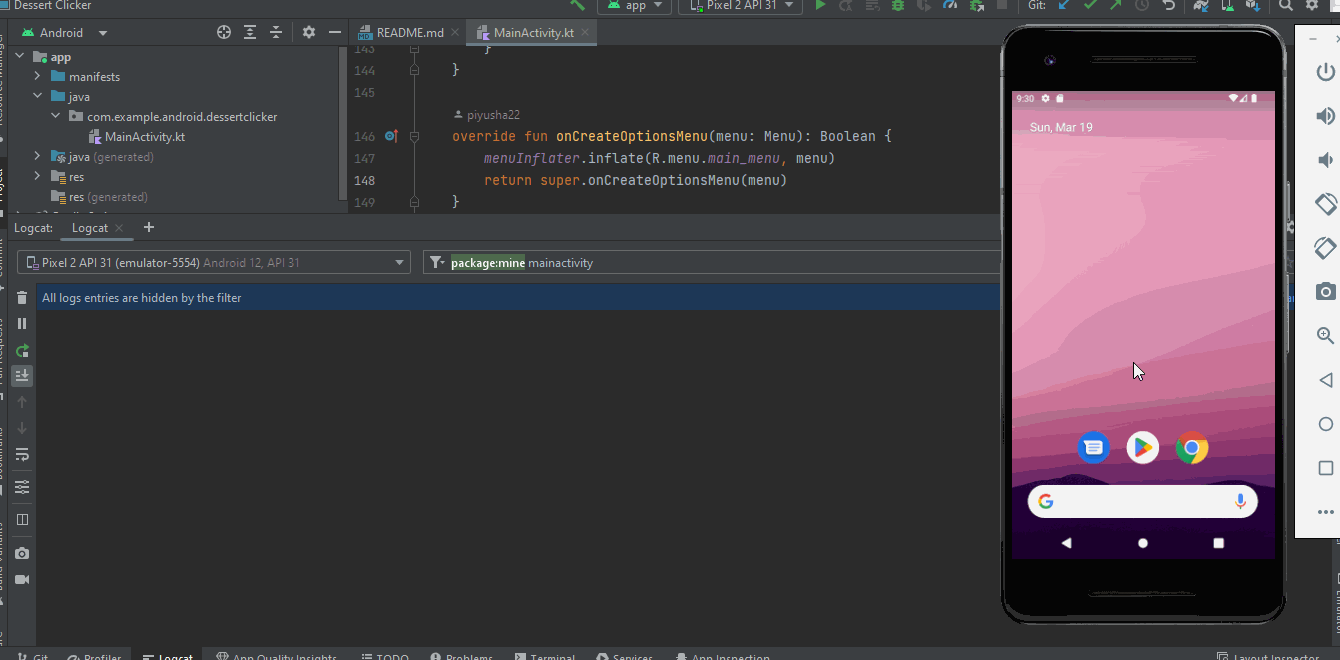 Dessert Clicker
app
Pixel 2 API 31
Git:
Android
README.md
MainActivity.kt
app
manifests
java
com.example.android.dessertclicker
MainActivity.kt
java (generated)
res
res (generated)
143 }
144 }
145
piyusha22
146 override fun onCreateOptionsMenu(menu: Menu): Boolean {
147 menuInflater.inflate(R.menu.main_menu, menu)
148 return super.onCreateOptionsMenu(menu)
149 }
Logcat: Logcat
Pixel 2 API 31 (emulator-5554) Android 12, API 31
package:mine mainactivity
All logs entries are hidden by the filter
9:30
Sun, Mar 19
Git
Profiler
Logcat
App Quality Insights
TODO
Problems
Terminal
Services
App Inspection
Layout Inspector